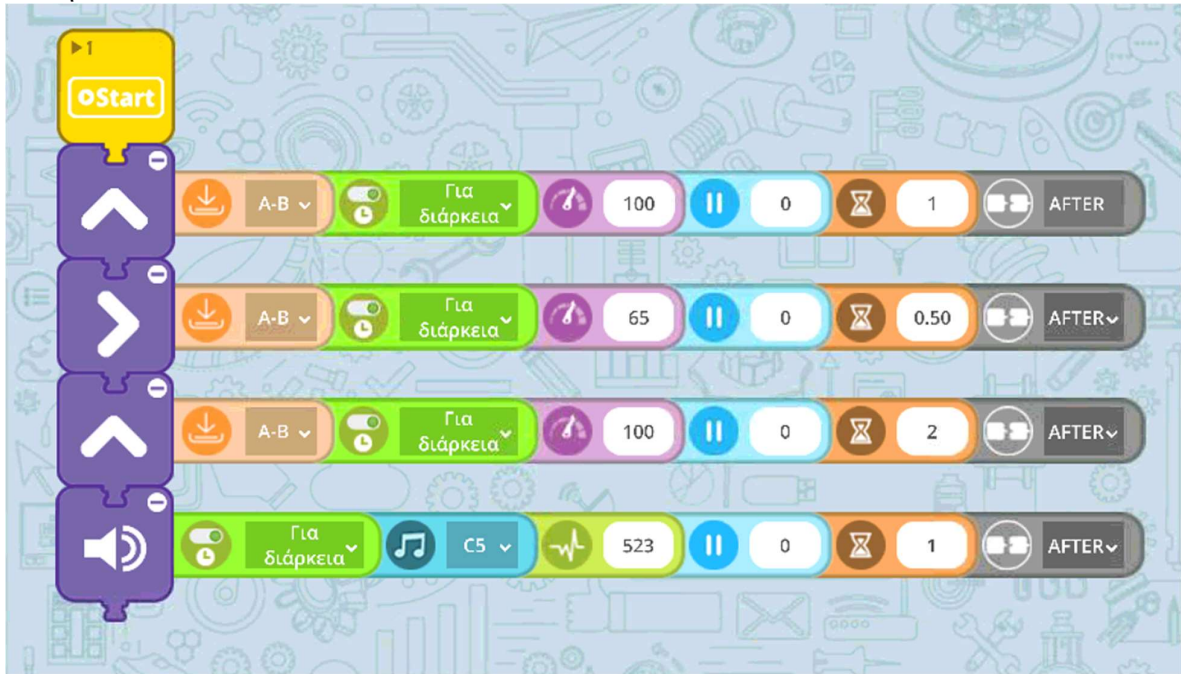 1
Start
A-B Για διάρκεια 100 0 1 AFTER
A-B Για διάρκεια 65 0 0.50 AFTER
A-B Για διάρκεια 100 0 2 AFTER
Για διάρκεια C5 523 0 1 AFTER